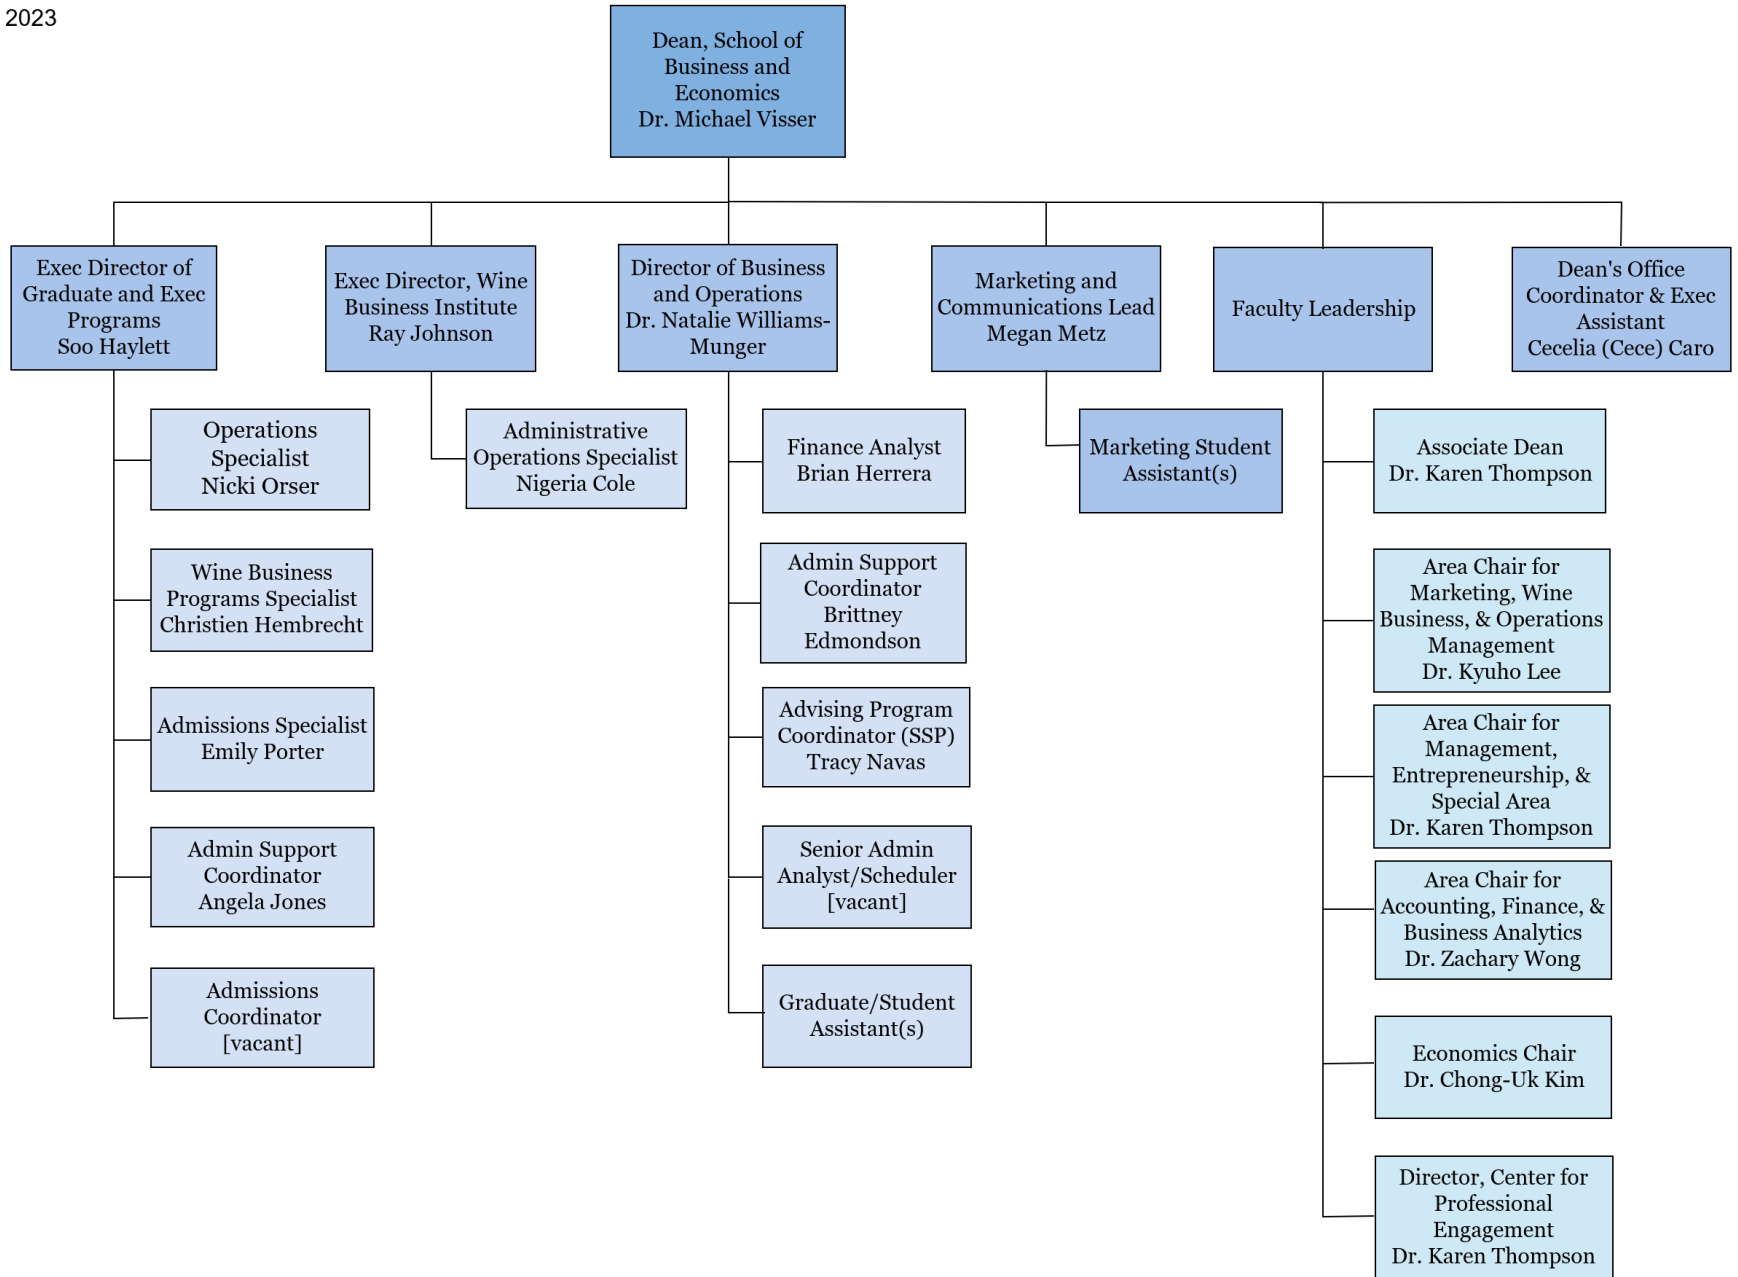 2023
Dean, School of
Business and
Economics
Dr. Michael Visser
Exec Director of
Graduate and Exec
Programs
Soo Haylett
Exec Director, Wine
Business Institute
Ray Johnson
Director of Business
and Operations
Dr. Natalie Williams-
Munger
Marketing and
Communications Lead
Megan Metz
Faculty Leadership
Dean's Office
Coordinator & Exec
Assistant
Cecelia (Cece) Caro
Operations
Specialist
Nicki Orser
Wine Business
Programs Specialist
Christien Hembrecht
Admissions Specialist
Emily Porter
Admin Support
Coordinator
Angela Jones
Admissions
Coordinator
[vacant]
Administrative
Operations Specialist
Nigeria Cole
Finance Analyst
Brian Herrera
Admin Support
Coordinator
Brittney
Edmondson
Advising Program
Coordinator (SSP)
Tracy Navas
Senior Admin
Analyst/Scheduler
[vacant]
Graduate/Student
Assistant(s)
Marketing Student
Assistant(s)
Associate Dean
Dr. Karen Thompson
Area Chair for
Marketing, Wine
Business, & Operations
Management
Dr. Kyuho Lee
Area Chair for
Management,
Entrepreneurship, &
Special Area
Dr. Karen Thompson
Area Chair for
Accounting, Finance, &
Business Analytics
Dr. Zachary Wong
Economics Chair
Dr. Chong-Uk Kim
Director, Center for
Professional
Engagement
Dr. Karen Thompson